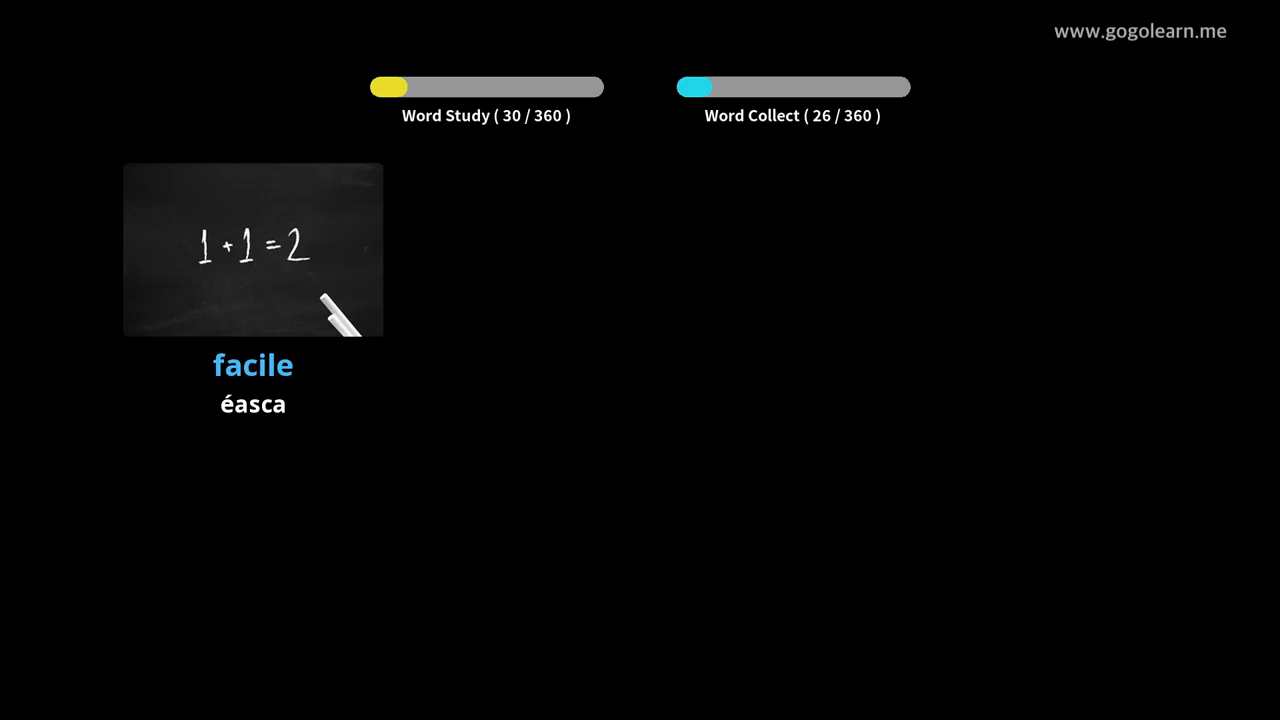 www.gogolearn.me
Word Study ( 30 / 360 )
Word Collect ( 26 / 360 )
1 + 1 = 2
facile
éasca